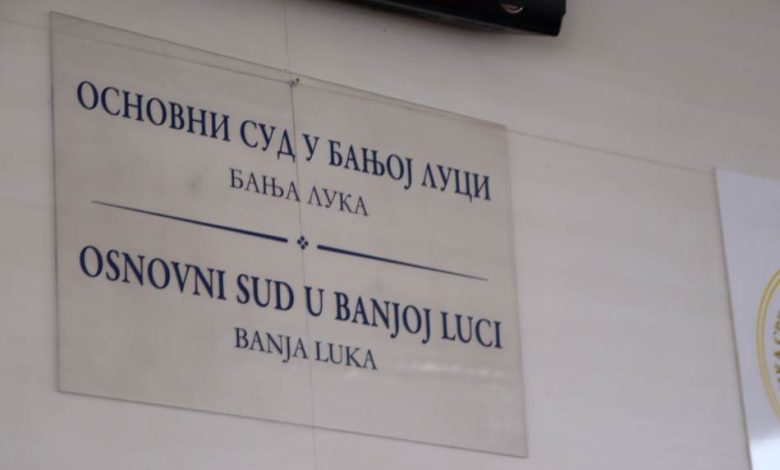 ОСНОВНИ СУД У БАЊОЈ ЛУЦИ
БАЊА ЛУКА
OSNOVNI SUD U BANJOJ LUCI
BANJA LUKA